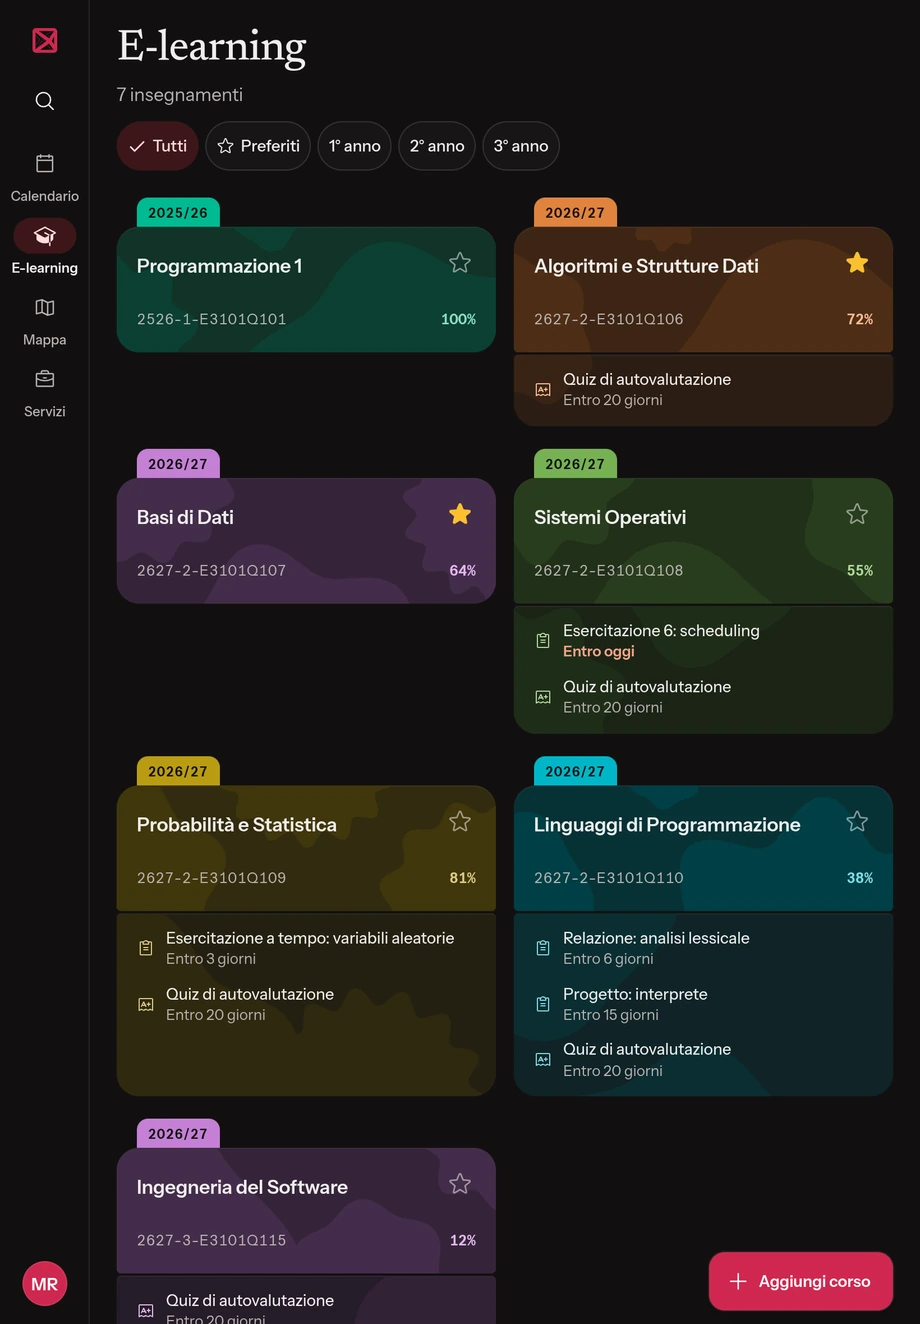 E-learning
7 insegnamenti
Tutti
Preferiti
1° anno
2° anno
3° anno
Calendario
E-learning
Mappa
Servizi
2025/26
Programmazione 1
2526-1-E3101Q101
100%
2026/27
Algoritmi e Strutture Dati
2627-2-E3101Q106
72%
A+
Quiz di autovalutazione
Entro 20 giorni
2026/27
Basi di Dati
2627-2-E3101Q107
64%
2026/27
Sistemi Operativi
2627-2-E3101Q108
55%
Esercitazione 6: scheduling
Entro oggi
A+
Quiz di autovalutazione
Entro 20 giorni
2026/27
Probabilità e Statistica
2627-2-E3101Q109
81%
Esercitazione a tempo: variabili aleatorie
Entro 3 giorni
A+
Quiz di autovalutazione
Entro 20 giorni
2026/27
Linguaggi di Programmazione
2627-2-E3101Q110
38%
Relazione: analisi lessicale
Entro 6 giorni
Progetto: interprete
Entro 15 giorni
A+
Quiz di autovalutazione
Entro 20 giorni
2026/27
Ingegneria del Software
2627-3-E3101Q115
12%
A+
Quiz di autovalutazione
Entro 20 giorni
MR
Aggiungi corso